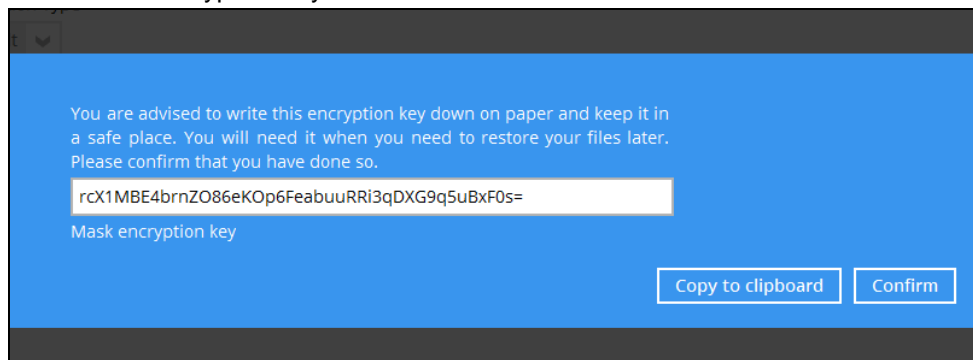 You are advised to write this encryption key down on paper and keep it in
a safe place. You will need it when you need to restore your files later.
Please confirm that you have done so.
rcX1MBE4brnZO86eKOp6FeabuuRRi3qDXG9q5uBxF0s=
Mask encryption key
Copy to clipboard Confirm